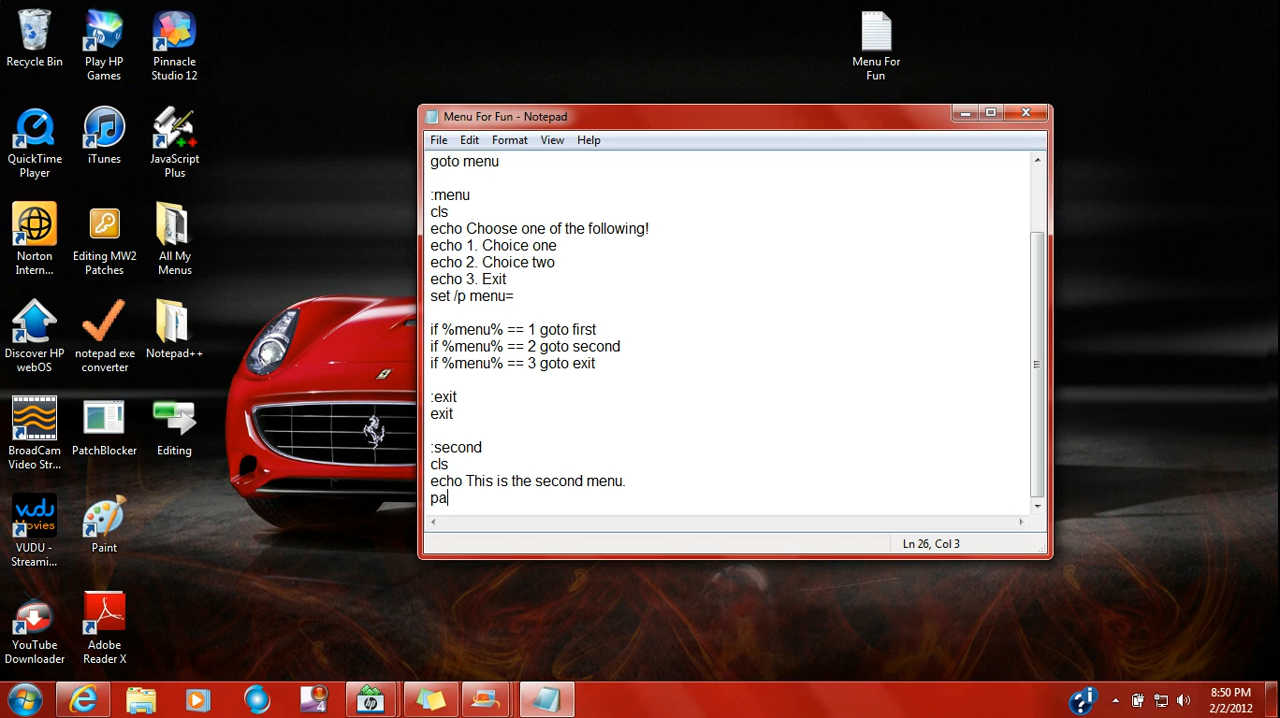 Recycle Bin
Play HP
Games
Pinnacle
Studio 12
QuickTime
Player
iTunes
JavaScript
Plus
Norton
Intern...
Editing MW2
Patches
All My
Menus
Discover HP
webOS
notepad exe
converter
Notepad++
BroadCam
Video Str...
PatchBlocker
Editing
vudu
Movies
VUDU -
Streami...
Paint
YouTube
Downloader
Adobe
Reader X
Menu For
Fun
Menu For Fun - Notepad
File Edit Format View Help
goto menu
:menu
cls
echo Choose one of the following!
echo 1. Choice one
echo 2. Choice two
echo 3. Exit
set /p menu=
if %menu% == 1 goto first
if %menu% == 2 goto second
if %menu% == 3 goto exit
:exit
exit
:second
cls
echo This is the second menu.
pa
Ln 26, Col 3
hp
4
?
8:50 PM
2/2/2012